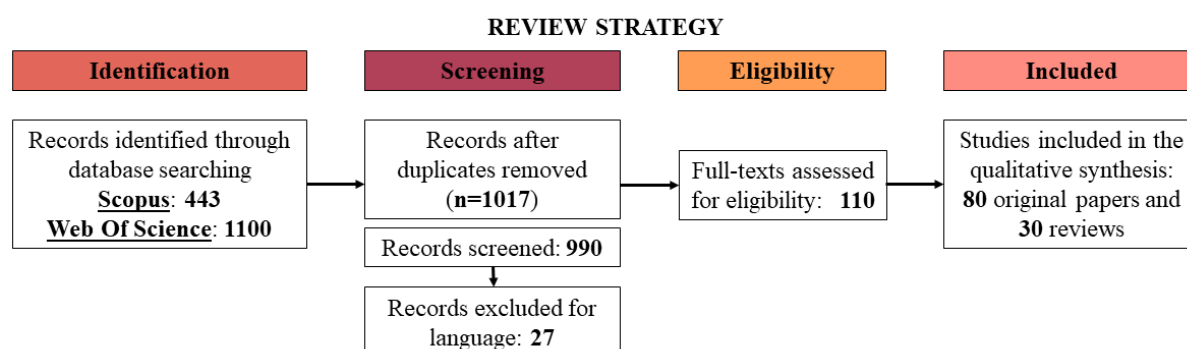 REVIEW STRATEGY
Identification
Screening
Eligibility
Included
Records identified through
database searching
Scopus: 443
Web Of Science: 1100
Records after
duplicates removed
(n=1017)
Records screened: 990
Records excluded for
language: 27
Full-texts assessed
for eligibility: 110
Studies included in the
qualitative synthesis:
80 original papers and
30 reviews